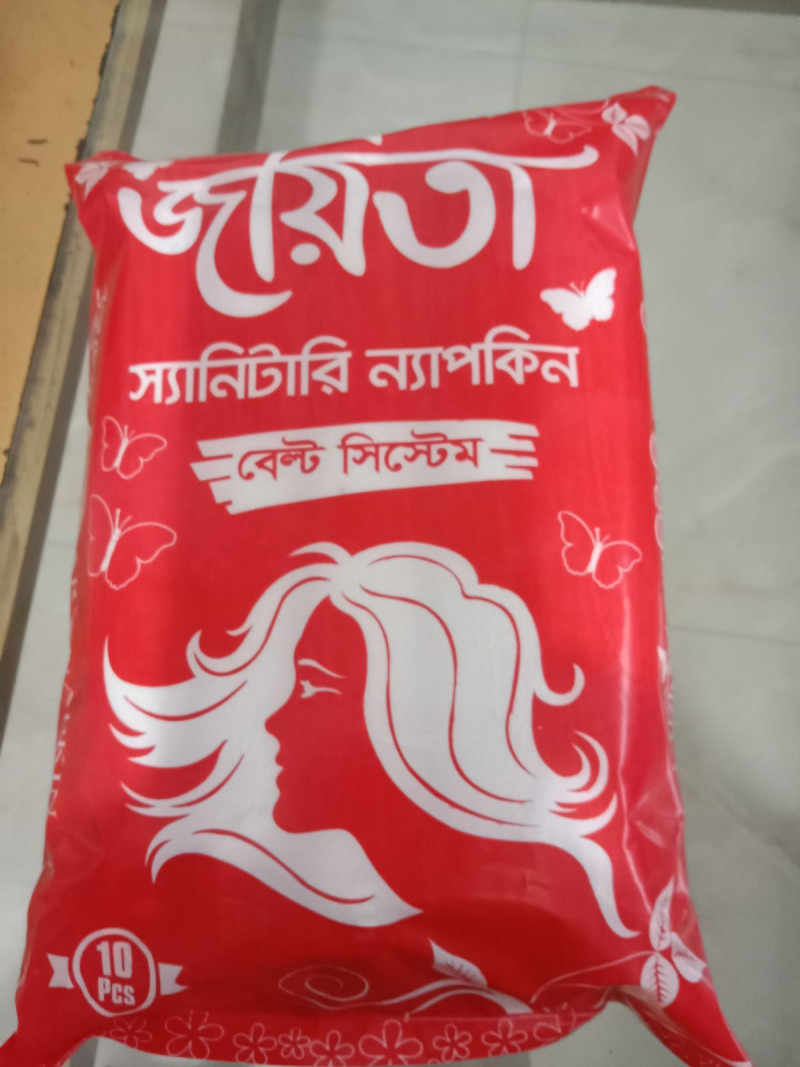 জয়িতা
স্যানিটারি ন্যাপকিন
বেল্ট সিস্টেম
10
Pcs